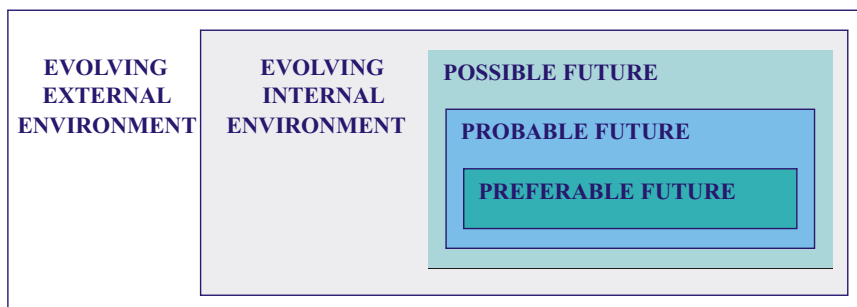 EVOLVING
EXTERNAL
ENVIRONMENT
EVOLVING
INTERNAL
ENVIRONMENT
POSSIBLE FUTURE
PROBABLE FUTURE
PREFERABLE FUTURE